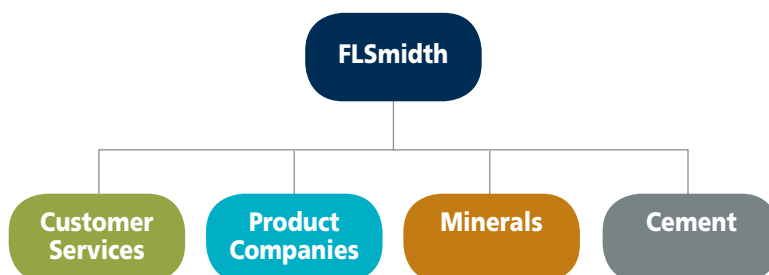 FLSmidth
Customer
Services
Product
Companies
Minerals
Cement